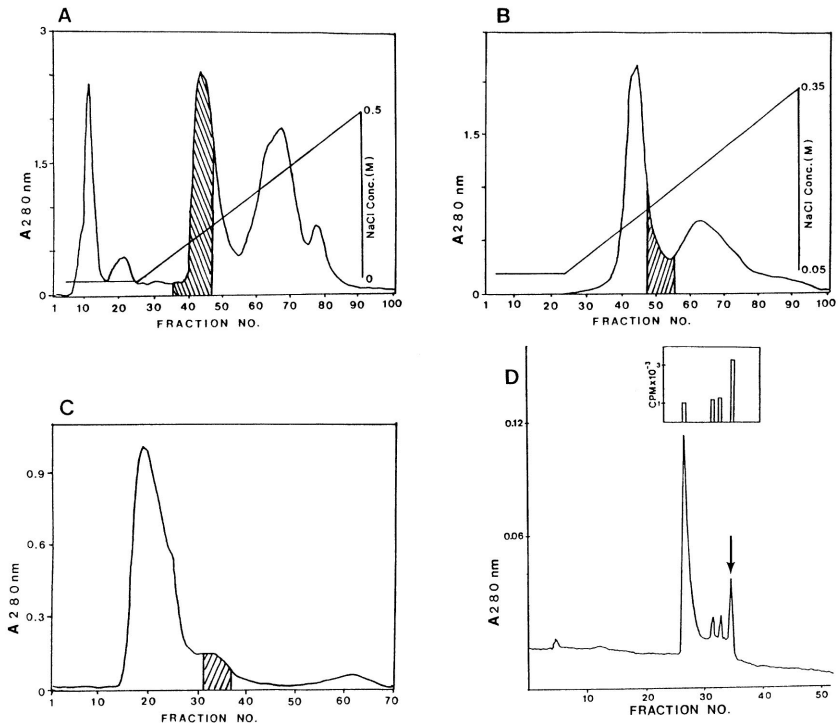 A
3
1.5
0
A 280 nm
0.5
0
NaCl Conc. (M)
1 10 20 30 40 50 60 70 80 90 100
FRACTION NO.
B
1.5
0
A 280 nm
0.35
0.05
NaCl Conc. (M)
1 10 20 30 40 50 60 70 80 90 100
FRACTION NO.
C
0.9
0.6
0.3
0
A 280 nm
1 10 20 30 40 50 60 70
FRACTION NO.
D
3
1
CPM x 10⁻³
0.12
0.06
A 280 nm
10 20 30 40 50
FRACTION NO.